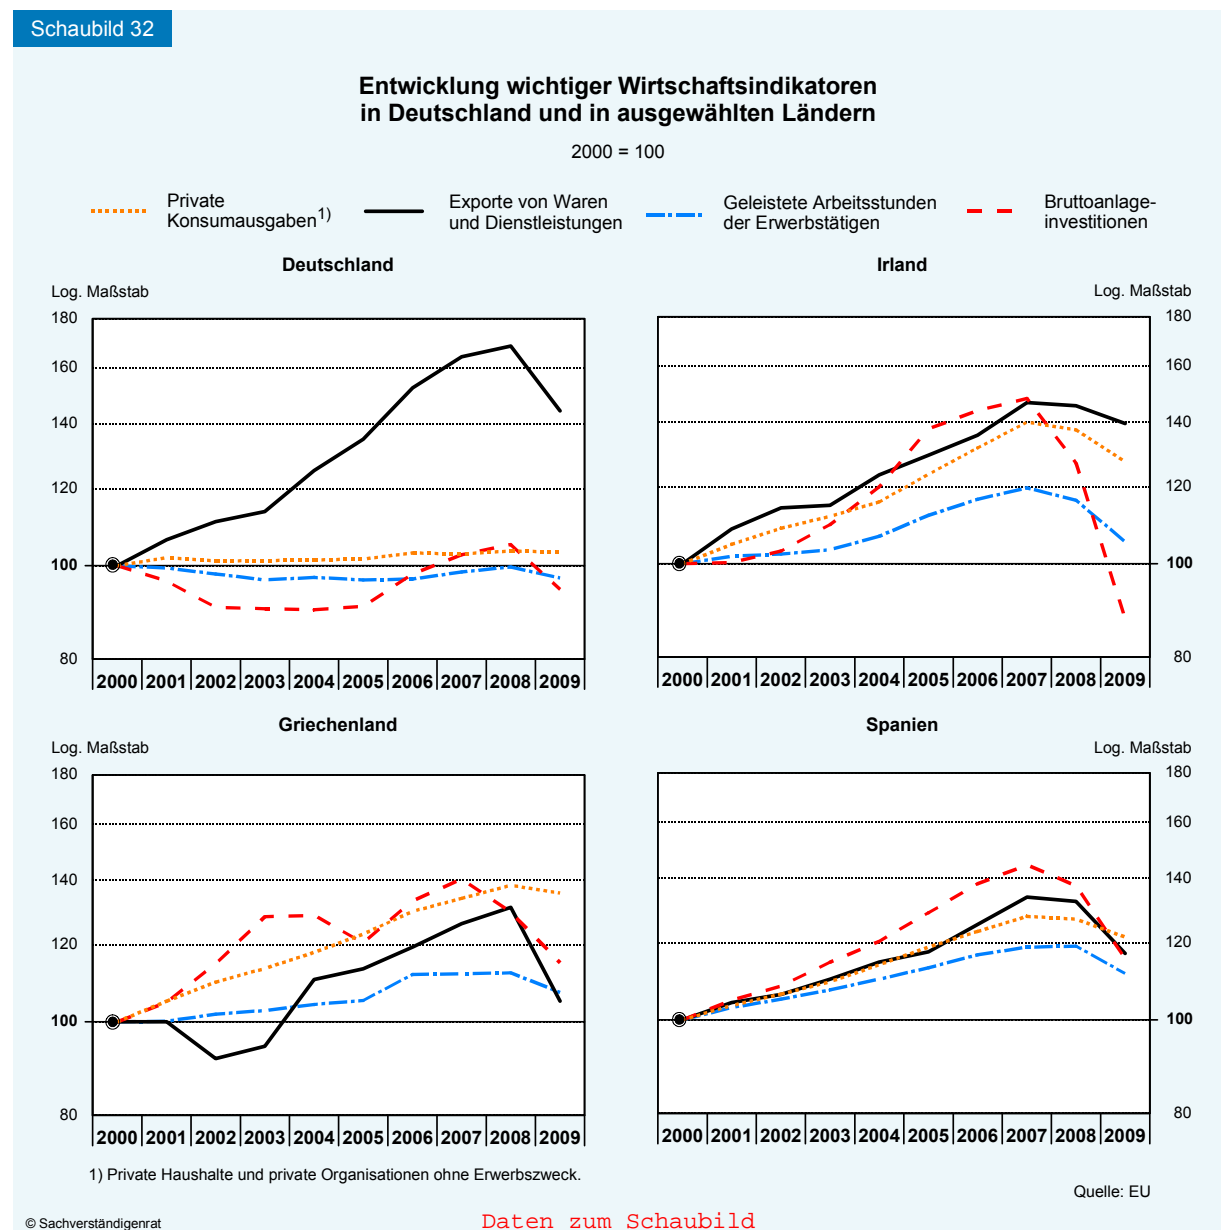 Schaubild 32
Entwicklung wichtiger Wirtschaftsindikatoren
in Deutschland und in ausgewählten Ländern
2000 = 100
Private
Konsumausgaben1)
Exporte von Waren
und Dienstleistungen
Geleistete Arbeitsstunden
der Erwerbstätigen
Bruttoanlage-
investitionen
Deutschland
Log. Maßstab
180
160
140
120
100
80
2000 2001 2002 2003 2004 2005 2006 2007 2008 2009
Irland
Log. Maßstab
180
160
140
120
100
80
2000 2001 2002 2003 2004 2005 2006 2007 2008 2009
Griechenland
Log. Maßstab
180
160
140
120
100
80
2000 2001 2002 2003 2004 2005 2006 2007 2008 2009
Spanien
Log. Maßstab
180
160
140
120
100
80
2000 2001 2002 2003 2004 2005 2006 2007 2008 2009
1) Private Haushalte und private Organisationen ohne Erwerbszweck.
Quelle: EU
© Sachverständigenrat
Daten zum Schaubild